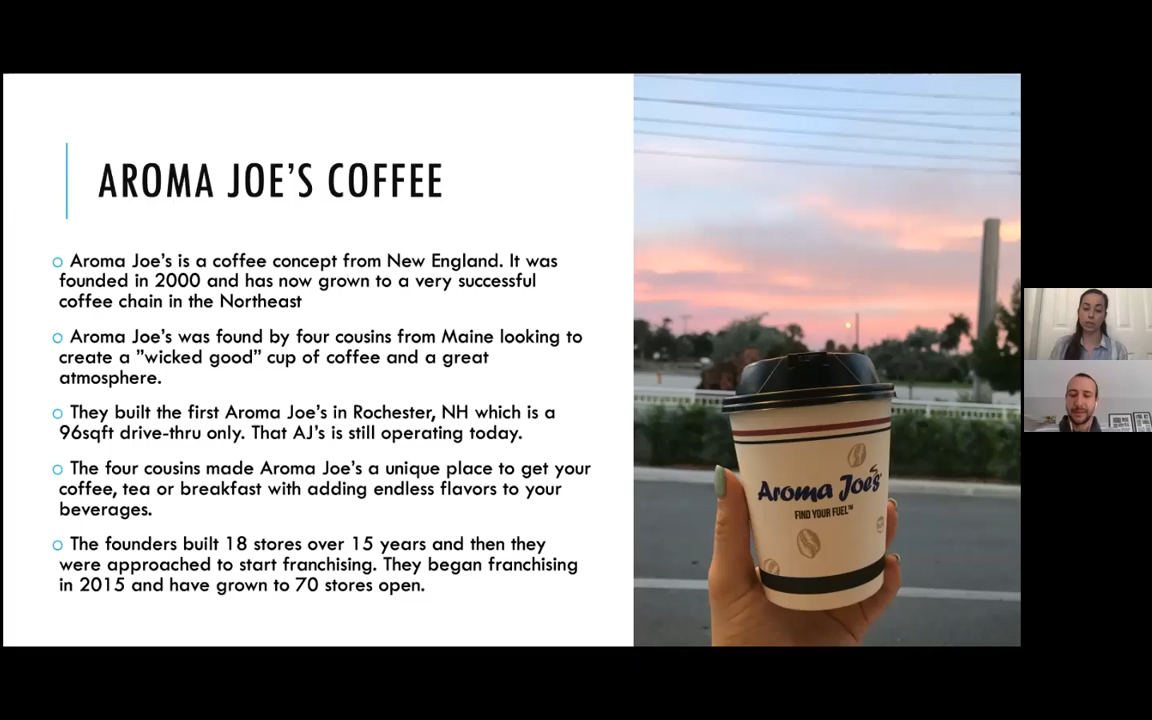 AROMA JOE'S COFFEE
Aroma Joe's is a coffee concept from New England. It was
founded in 2000 and has now grown to a very successful
coffee chain in the Northeast
Aroma Joe's was found by four cousins from Maine looking to
create a "wicked good" cup of coffee and a great
atmosphere.
They built the first Aroma Joe's in Rochester, NH which is a
96sqft drive-thru only. That AJ's is still operating today.
The four cousins made Aroma Joe's a unique place to get your
coffee, tea or breakfast with adding endless flavors to your
beverages.
The founders built 18 stores over 15 years and then they
were approached to start franchising. They began franchising
in 2015 and have grown to 70 stores open.
Aroma Joe's
FIND YOUR FUEL™